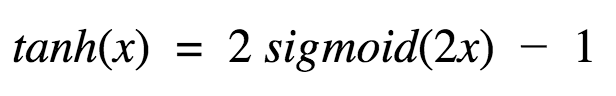 tanh(x) = 2 sigmoid(2x) − 1